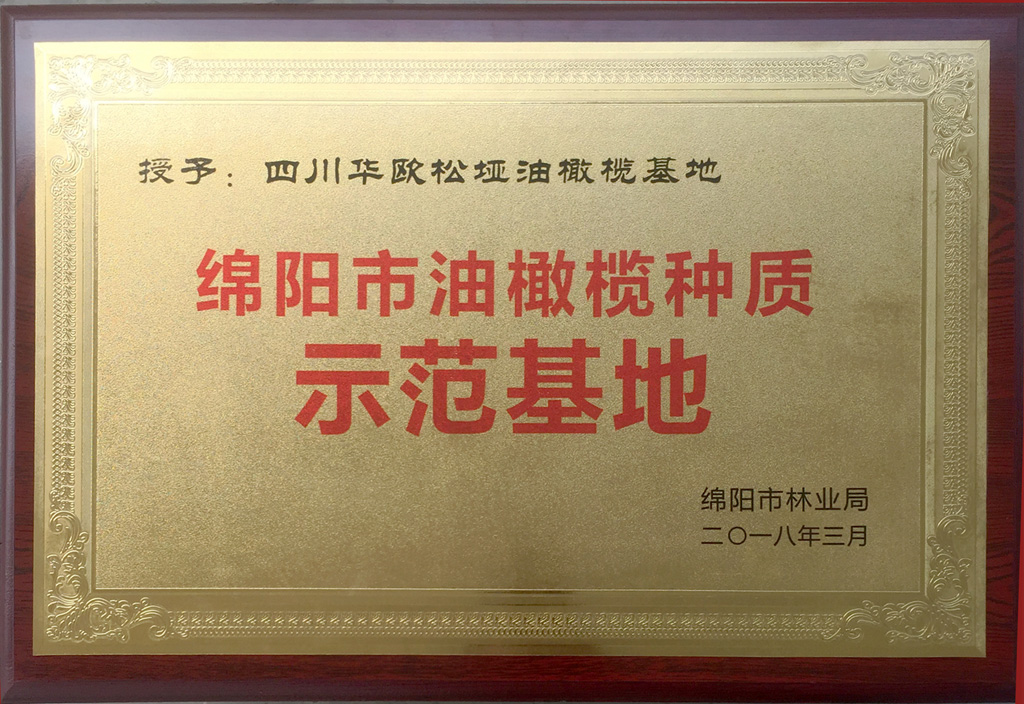 授予：四川华欧松垭油橄榄基地
绵阳市油橄榄种质
示范基地
绵阳市林业局
二〇一八年三月